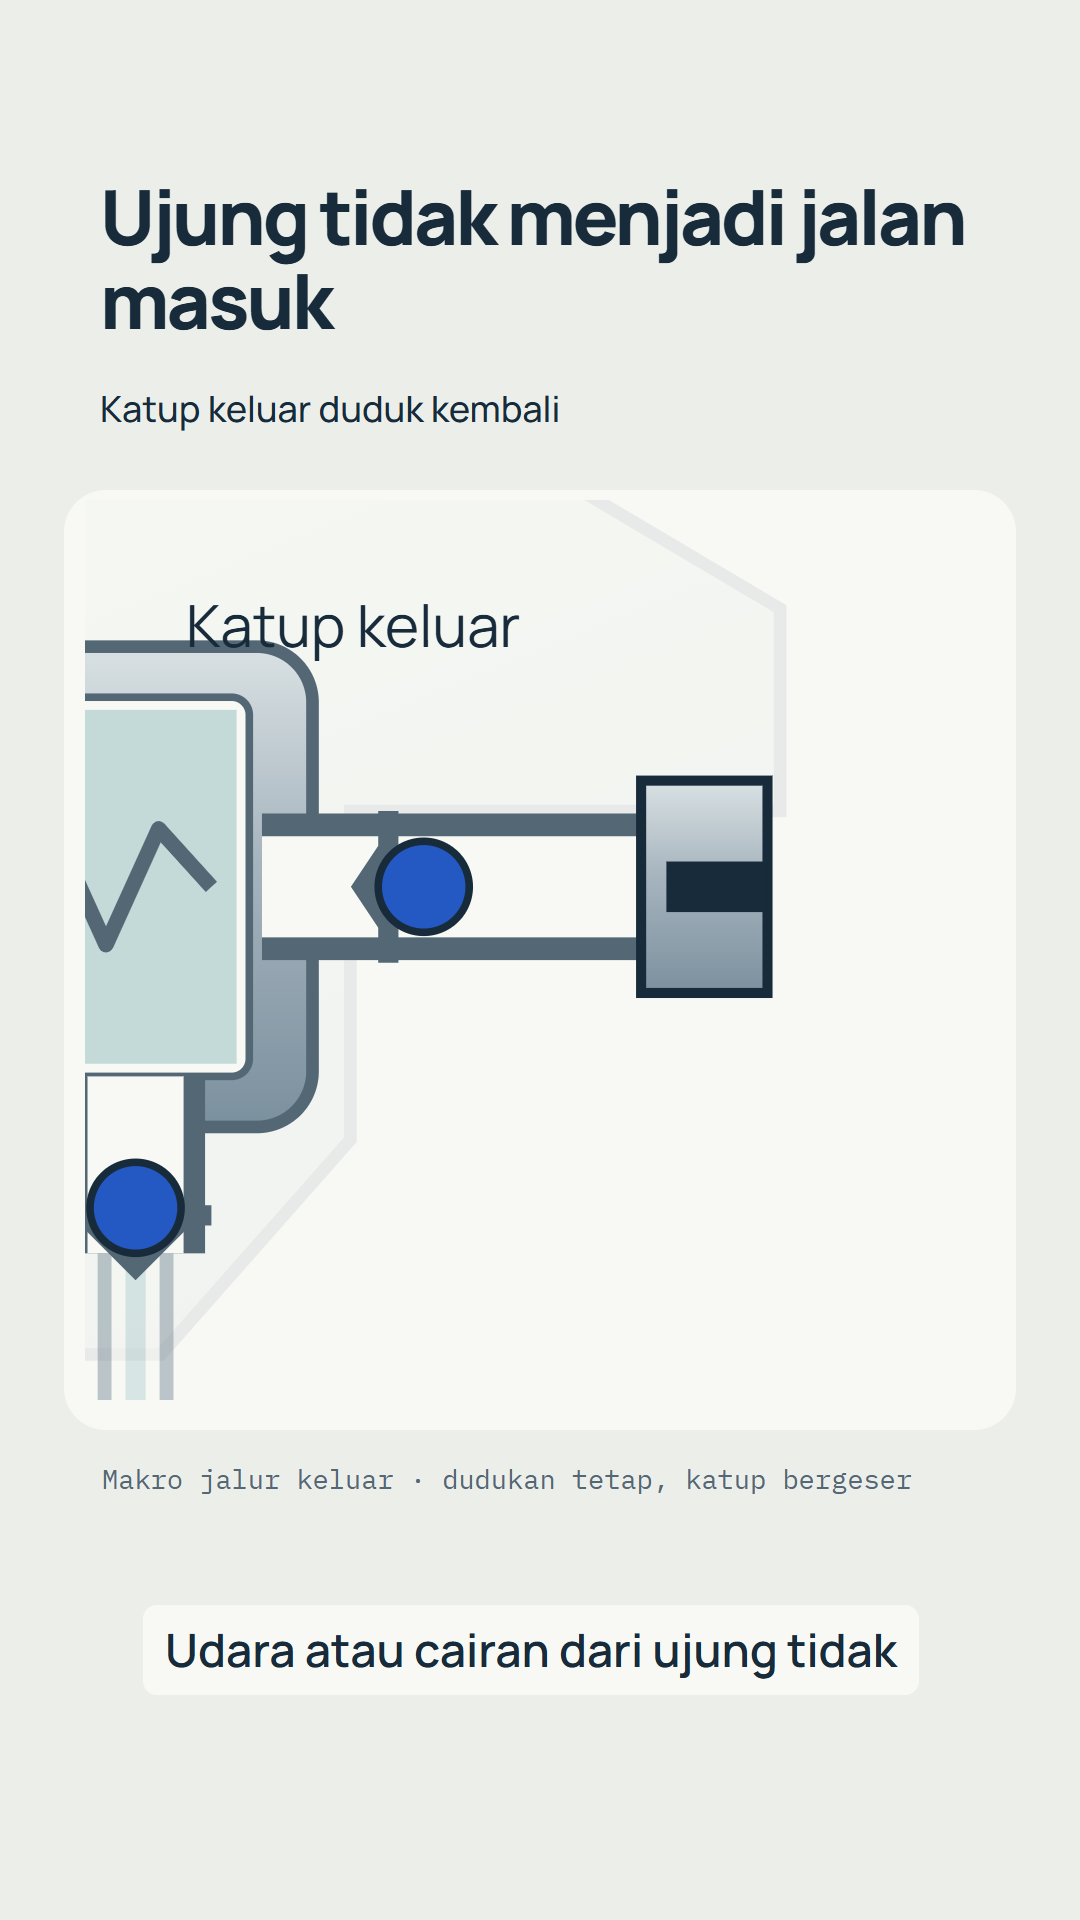 Ujung tidak menjadi jalan
masuk
Katup keluar duduk kembali
Katup keluar
Makro jalur keluar · dudukan tetap, katup bergeser
Udara atau cairan dari ujung tidak